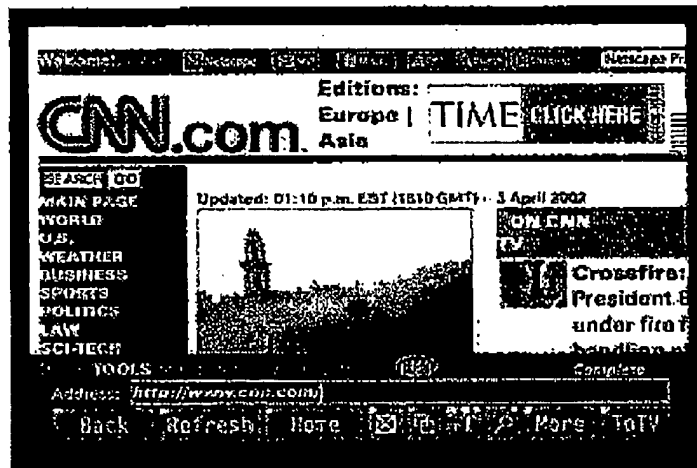 Netscape Pr
CNN.com.
Editions:
Europe |
Asia
TIME CLICK HERE
SEARCH GO
MAIN PAGE
WORLD
U.S.
WEATHER
BUSINESS
SPORTS
POLITICS
LAW
SCI-TECH
Updated: 01:10 p.m. EST (1810 GMT) - 3 April 2002
ON CNN
TV
Crossfire:
President
under fire f
handling
TOOLS
Complete
Address: http://www.cnn.com/
Back Refresh Home More ToTV